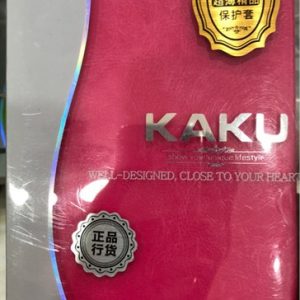 超薄精品
保护套
KAKU
Show your unique lifestyle
WELL-DESIGNED, CLOSE TO YOUR HEART
正品
行货